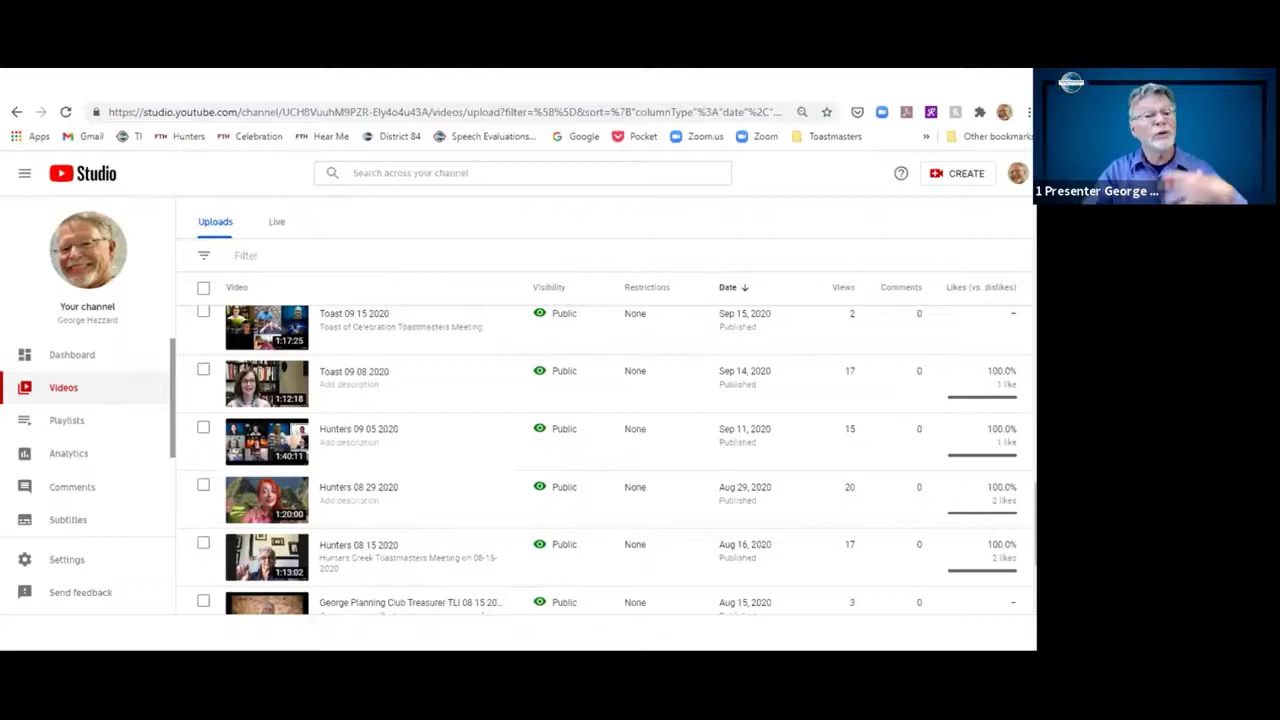 https://studio.youtube.com/channel/UCH8VuuhM9PZR-Ely4o4u43A/videos/upload?filter=%5B%5D&sort=%7B"columnType"%3A"date"%2C"...
Apps Gmail TI Hunters Celebration Hear Me District 84 Speech Evaluations... Google Pocket Zoom.us Zoom Toastmasters » Other bookmarks
Studio
Search across your channel
CREATE
1 Presenter George ...
Your channel
George Hazzard
Dashboard
Videos
Playlists
Analytics
Comments
Subtitles
Settings
Send feedback
Uploads Live
Filter
Video Visibility Restrictions Date Views Comments Likes (vs. dislikes)
Toast 09 15 2020 Public None Sep 15, 2020 2 0 –
Toast of Celebration Toastmasters Meeting. Published
1:17:25
Toast 09 08 2020 Public None Sep 14, 2020 17 0 100.0%
Add description Published 1 like
1:12:18
Hunters 09 05 2020 Public None Sep 11, 2020 15 0 100.0%
Add description Published 1 like
1:40:11
Hunters 08 29 2020 Public None Aug 29, 2020 20 0 100.0%
Add description Published 2 likes
1:20:00
Hunters 08 15 2020 Public None Aug 16, 2020 17 0 100.0%
Hunters Greek Toastmasters Meeting on 08-15- Published 2 likes
2020
1:13:02
George Planning Club Treasurer TLI 08 15 20... Public None Aug 15, 2020 3 0 –
Published